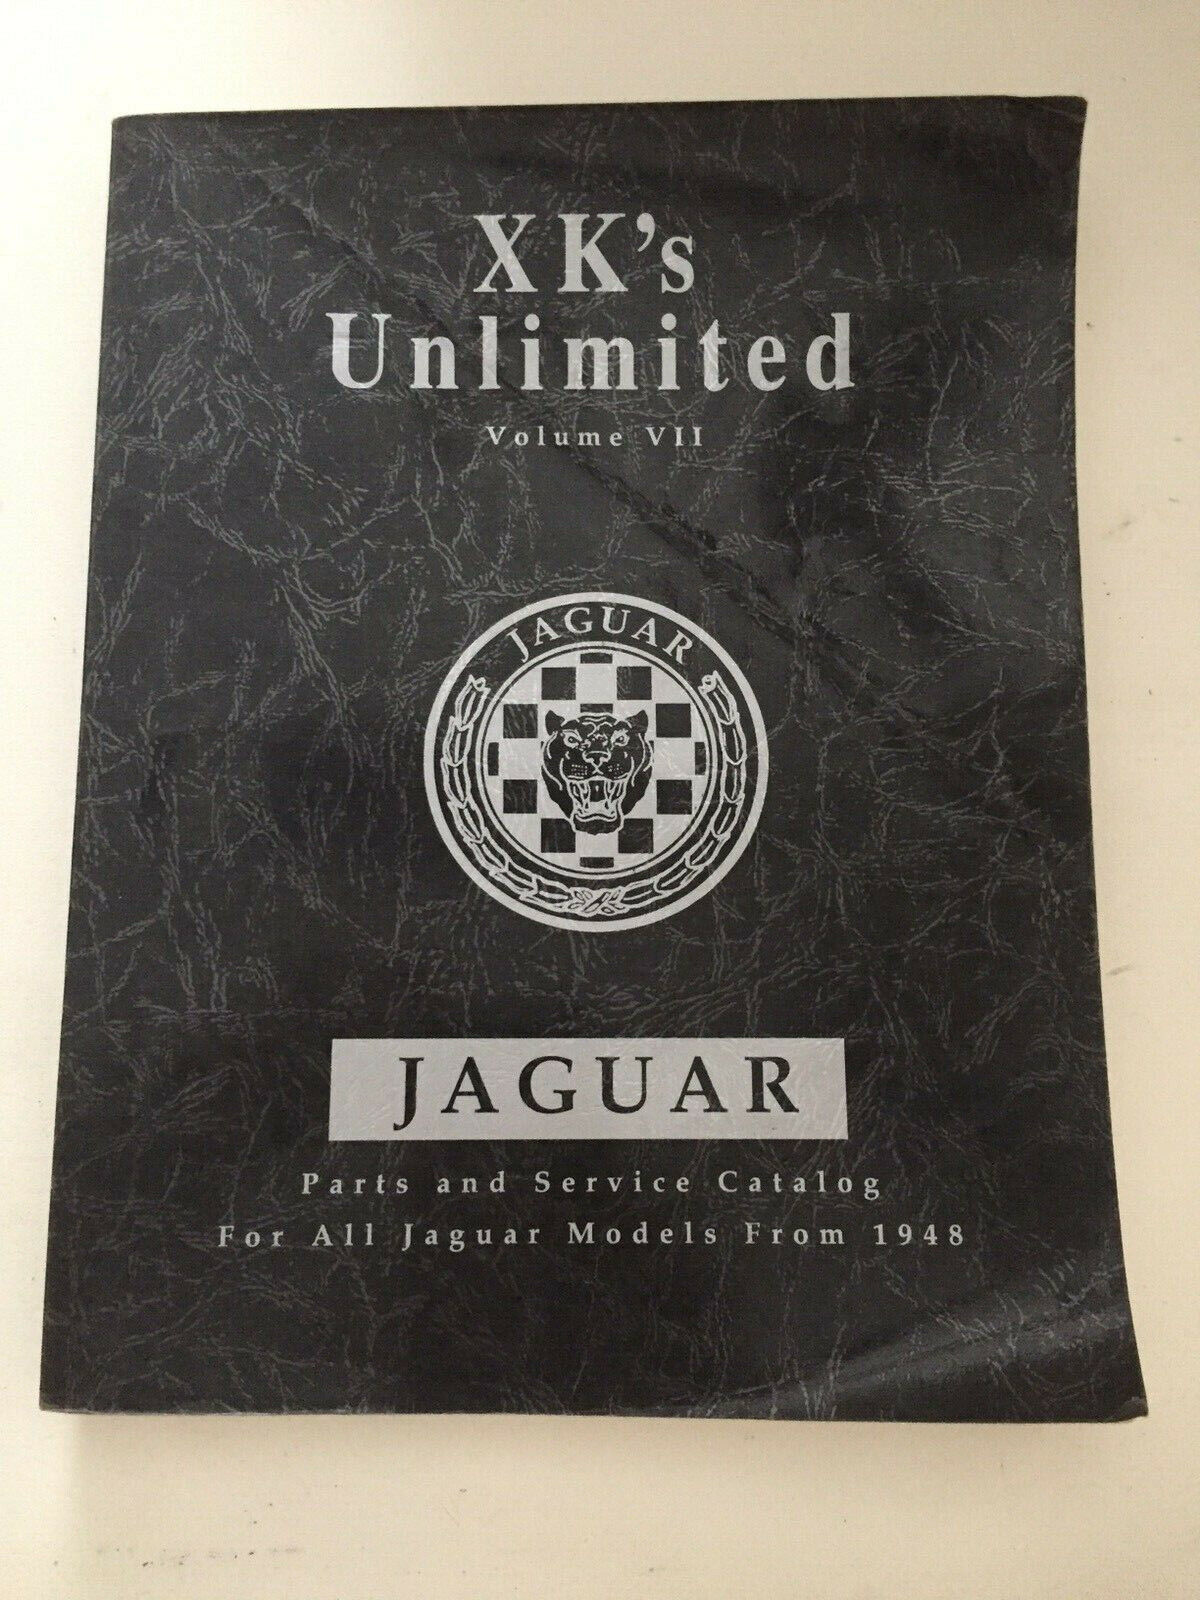 XK's
Unlimited
Volume VII
JAGUAR
JAGUAR
Parts and Service Catalog
For All Jaguar Models From 1948